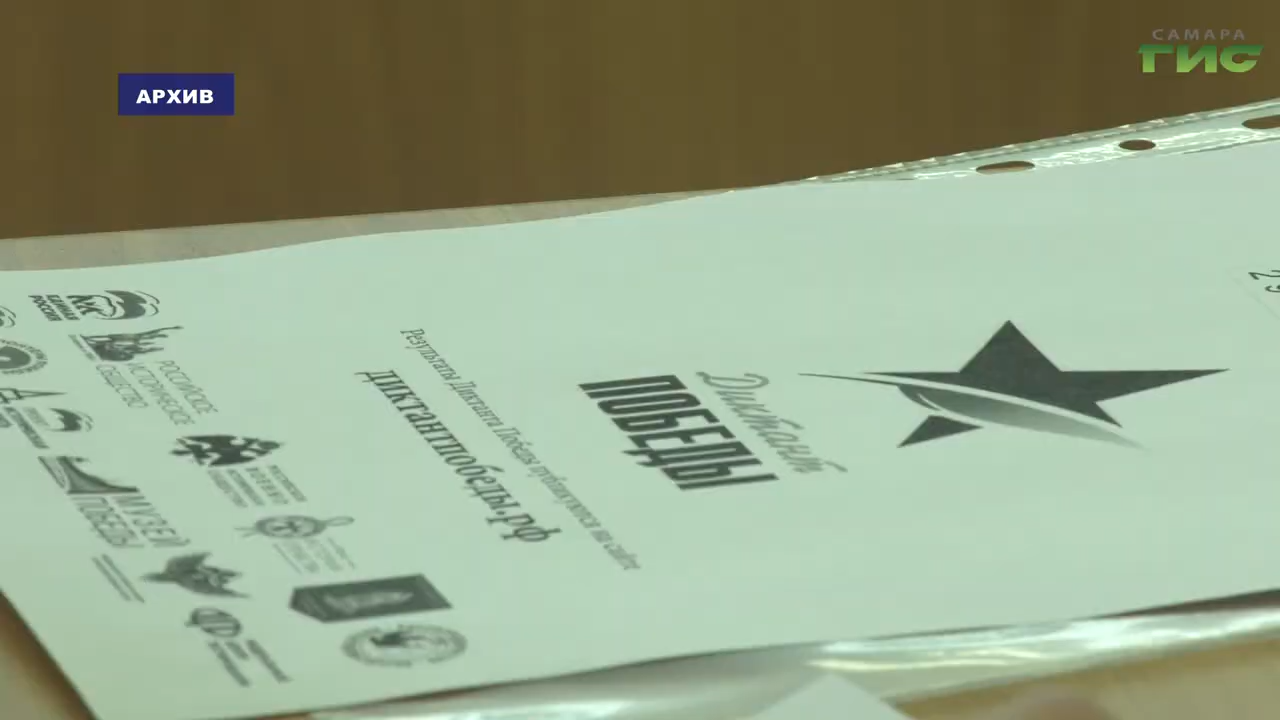 САМАРА
ГИС
АРХИВ
Диктант
ПОБЕДЫ
Результаты Диктанта Победы публикуются на сайте
диктантпобеды.рф
ЕДИНАЯ
РОССИЯ
РОССИЙСКОЕ
ИСТОРИЧЕСКОЕ
ОБЩЕСТВО
МУЗЕЙ
ПОБЕДЫ